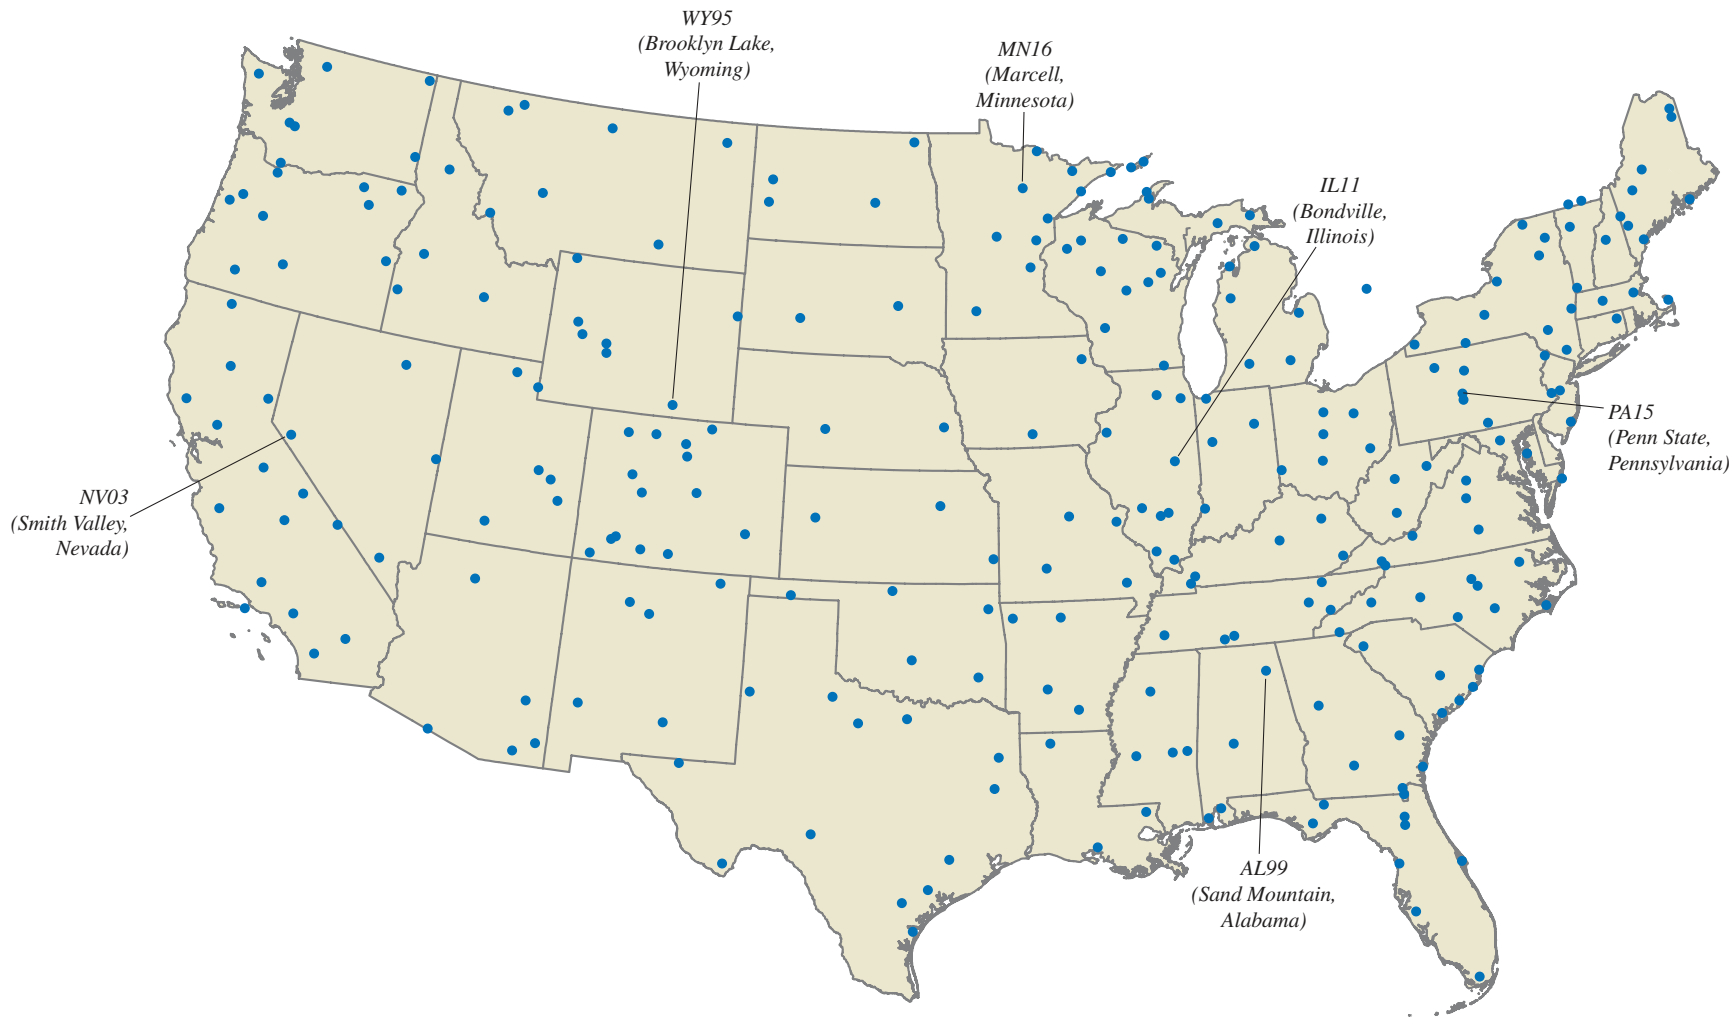 WY95
(Brooklyn Lake,
Wyoming)
MN16
(Marcell,
Minnesota)
IL11
(Bondville,
Illinois)
PA15
(Penn State,
Pennsylvania)
NV03
(Smith Valley,
Nevada)
AL99
(Sand Mountain,
Alabama)